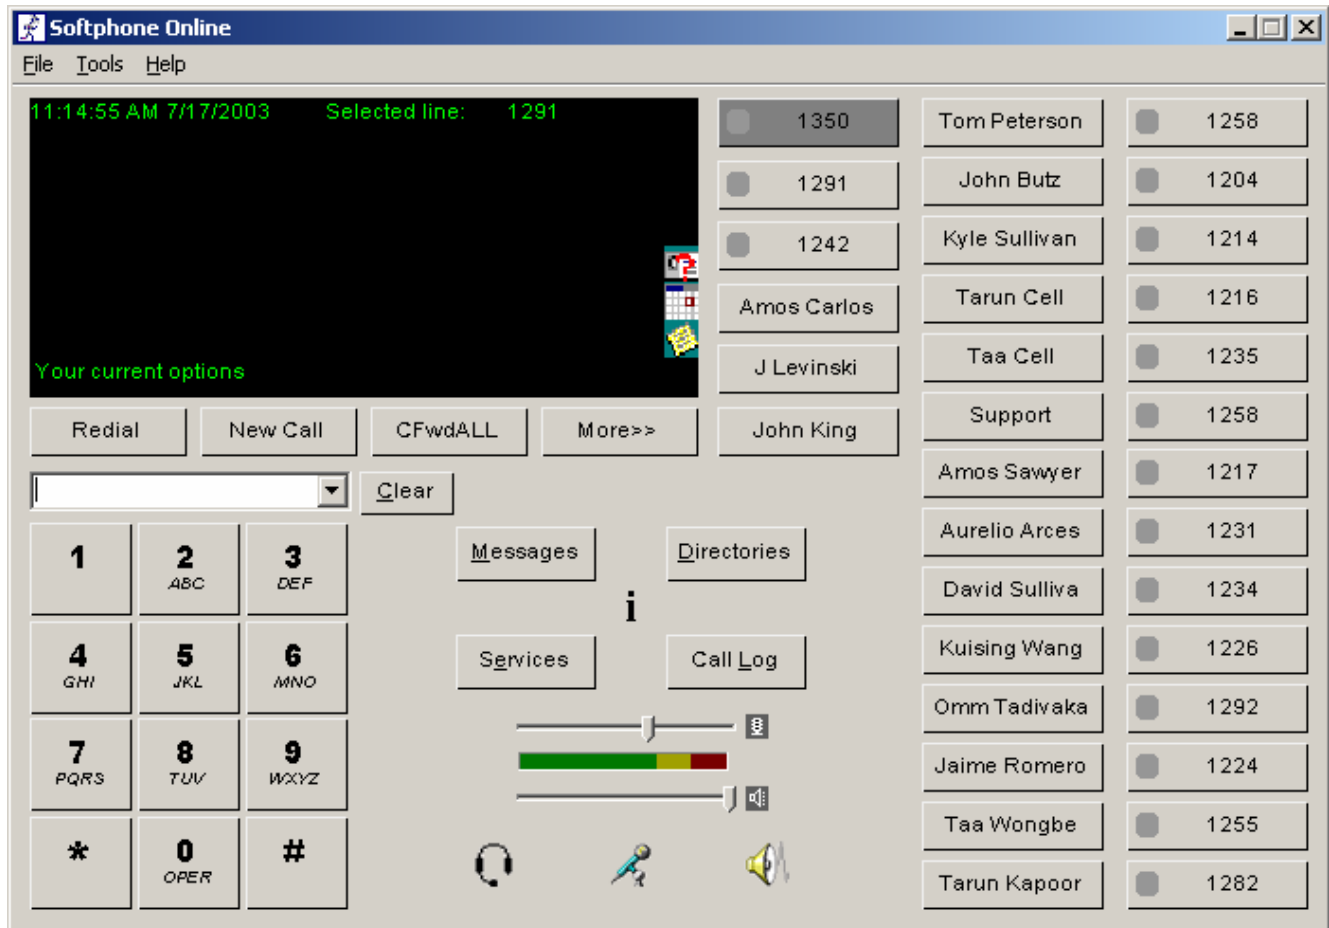 Softphone Online
File Tools Help
11:14:55 AM 7/17/2003 Selected line: 1291
Your current options
Redial New Call CFwdALL More>>
Clear
1
2 ABC
3 DEF
4 GHI
5 JKL
6 MNO
7 PQRS
8 TUV
9 WXYZ
*
0 OPER
#
Messages Directories
i
Services Call Log
1350
1291
1242
Amos Carlos
J Levinski
John King
Tom Peterson 1258
John Butz 1204
Kyle Sullivan 1214
Tarun Cell 1216
Taa Cell 1235
Support 1258
Amos Sawyer 1217
Aurelio Arces 1231
David Sulliva 1234
Kuising Wang 1226
Omm Tadivaka 1292
Jaime Romero 1224
Taa Wongbe 1255
Tarun Kapoor 1282